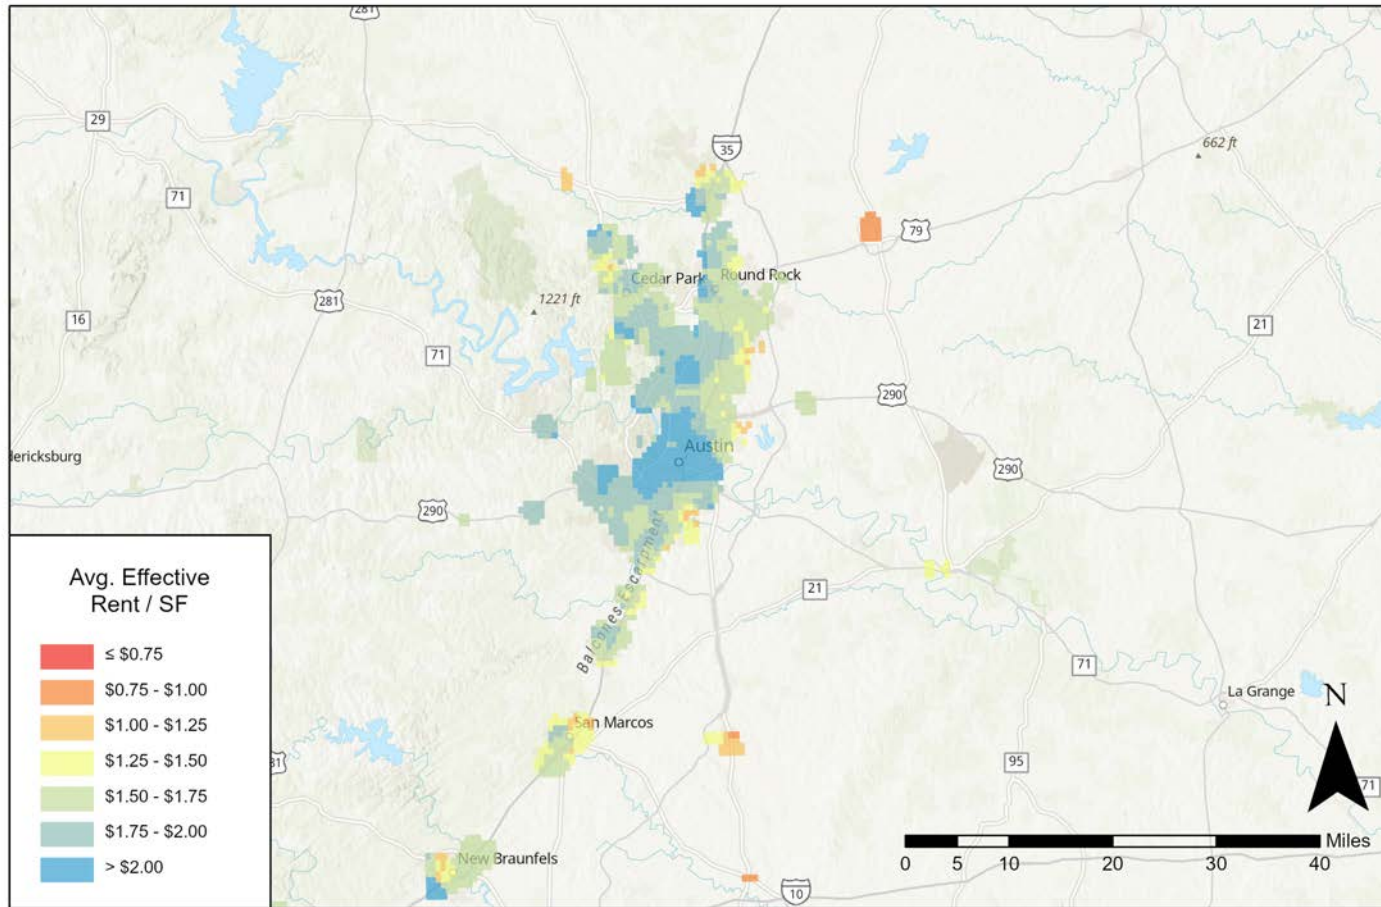 281
29
35
662 ft
71
79
Cedar Park
Round Rock
281
1221 ft
16
21
71
290
Austin
dericksburg
290
290
Balcones Escarpment
21
71
La Grange
N
San Marcos
95
71
New Braunfels
10
Avg. Effective
Rent / SF
≤ $0.75
$0.75 - $1.00
$1.00 - $1.25
$1.25 - $1.50
$1.50 - $1.75
$1.75 - $2.00
> $2.00
Miles
0 5 10 20 30 40